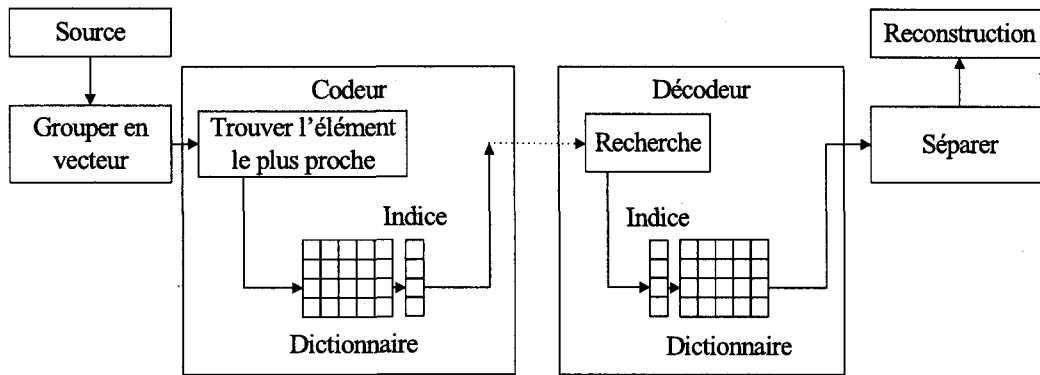 Source
Grouper en
vecteur
Codeur
Trouver l'élément
le plus proche
Indice
Dictionnaire
Décodeur
Recherche
Indice
Dictionnaire
Reconstruction
Séparer